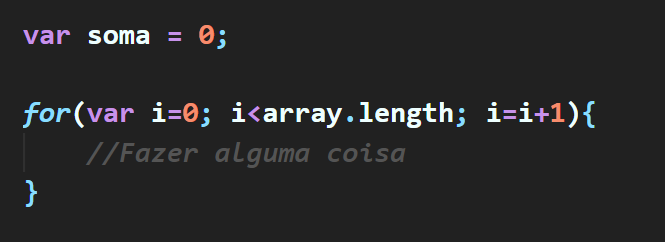 var soma = 0;
for(var i=0; i<array.length; i=i+1){
//Fazer alguma coisa
}